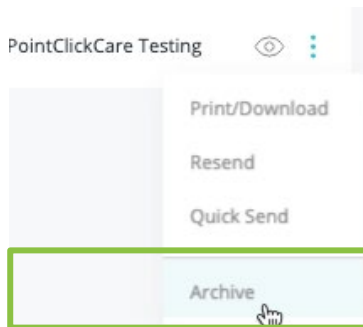 PointClickCare Testing
Print/Download
Resend
Quick Send
Archive